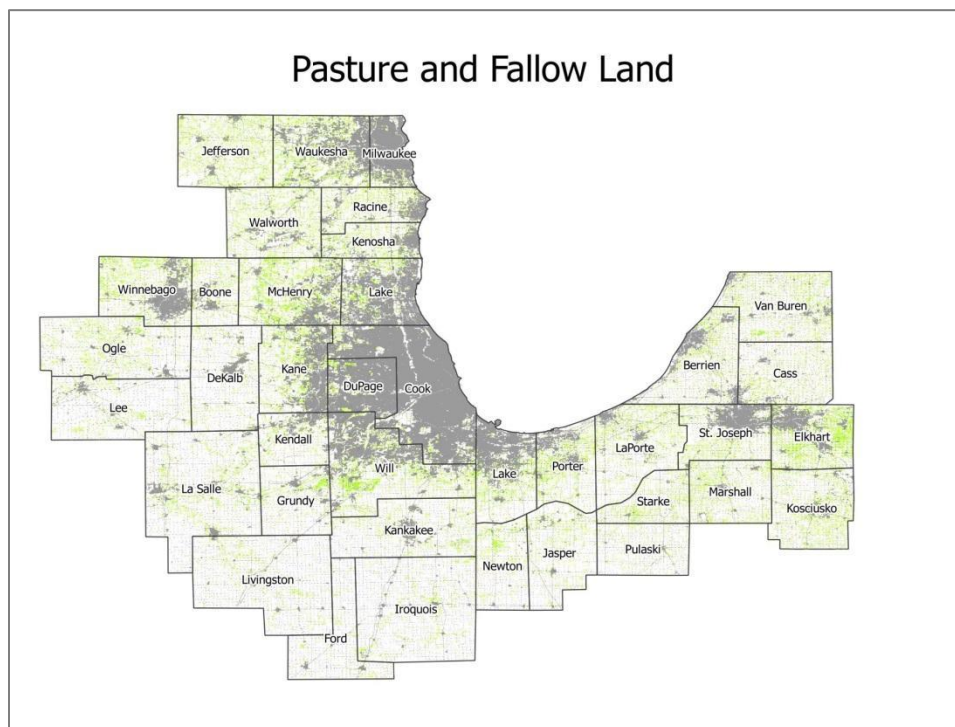 Pasture and Fallow Land
Jefferson
Waukesha
Milwaukee
Racine
Walworth
Kenosha
Winnebago
Boone
McHenry
Lake
Van Buren
Ogle
DeKalb
Kane
DuPage
Cook
Berrien
Cass
Lee
Kendall
Will
Lake
Porter
LaPorte
St. Joseph
Elkhart
La Salle
Grundy
Starke
Marshall
Kosciusko
Kankakee
Newton
Jasper
Pulaski
Livingston
Iroquois
Ford